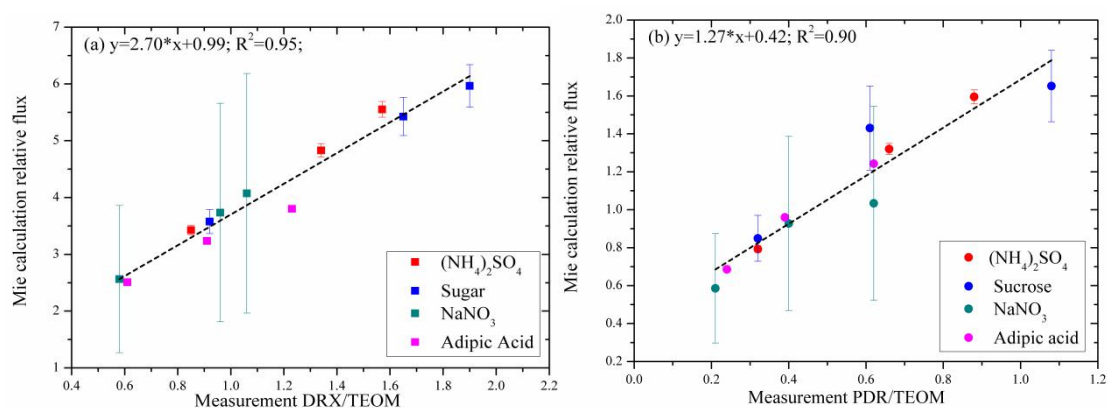 (a) y=2.70*x+0.99; R²=0.95;
Mie calculation relative flux
7
6
5
4
3
2
1
(NH₄)₂SO₄
Sugar
NaNO₃
Adipic Acid
0.4 0.6 0.8 1.0 1.2 1.4 1.6 1.8 2.0 2.2
Measurement DRX/TEOM
(b) y=1.27*x+0.42; R²=0.90
Mie calculation relative flux
2.0
1.8
1.6
1.4
1.2
1.0
0.8
0.6
0.4
0.2
(NH₄)₂SO₄
Sucrose
NaNO₃
Adipic acid
0.0 0.2 0.4 0.6 0.8 1.0 1.2
Measurement PDR/TEOM